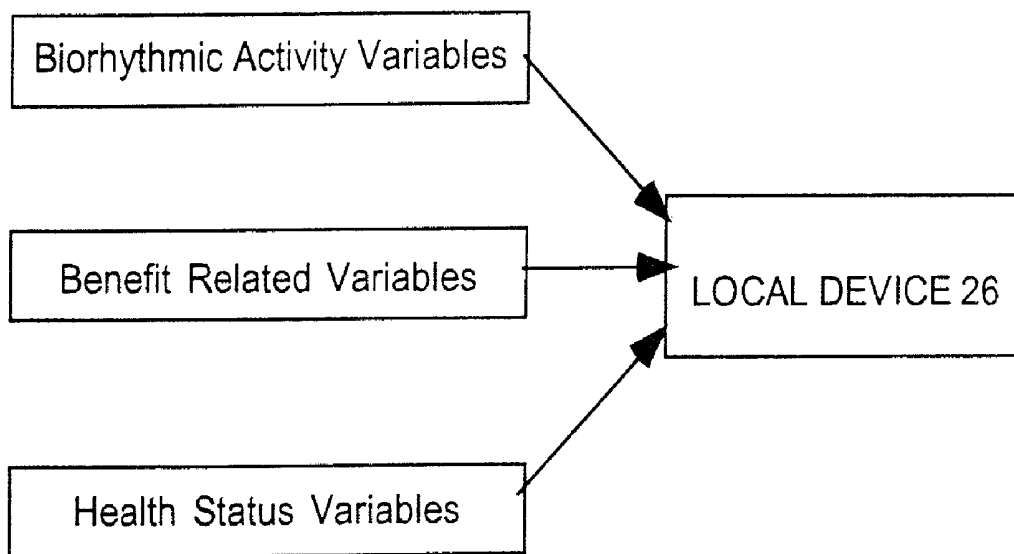 Biorhythmic Activity Variables
Benefit Related Variables
LOCAL DEVICE 26
Health Status Variables